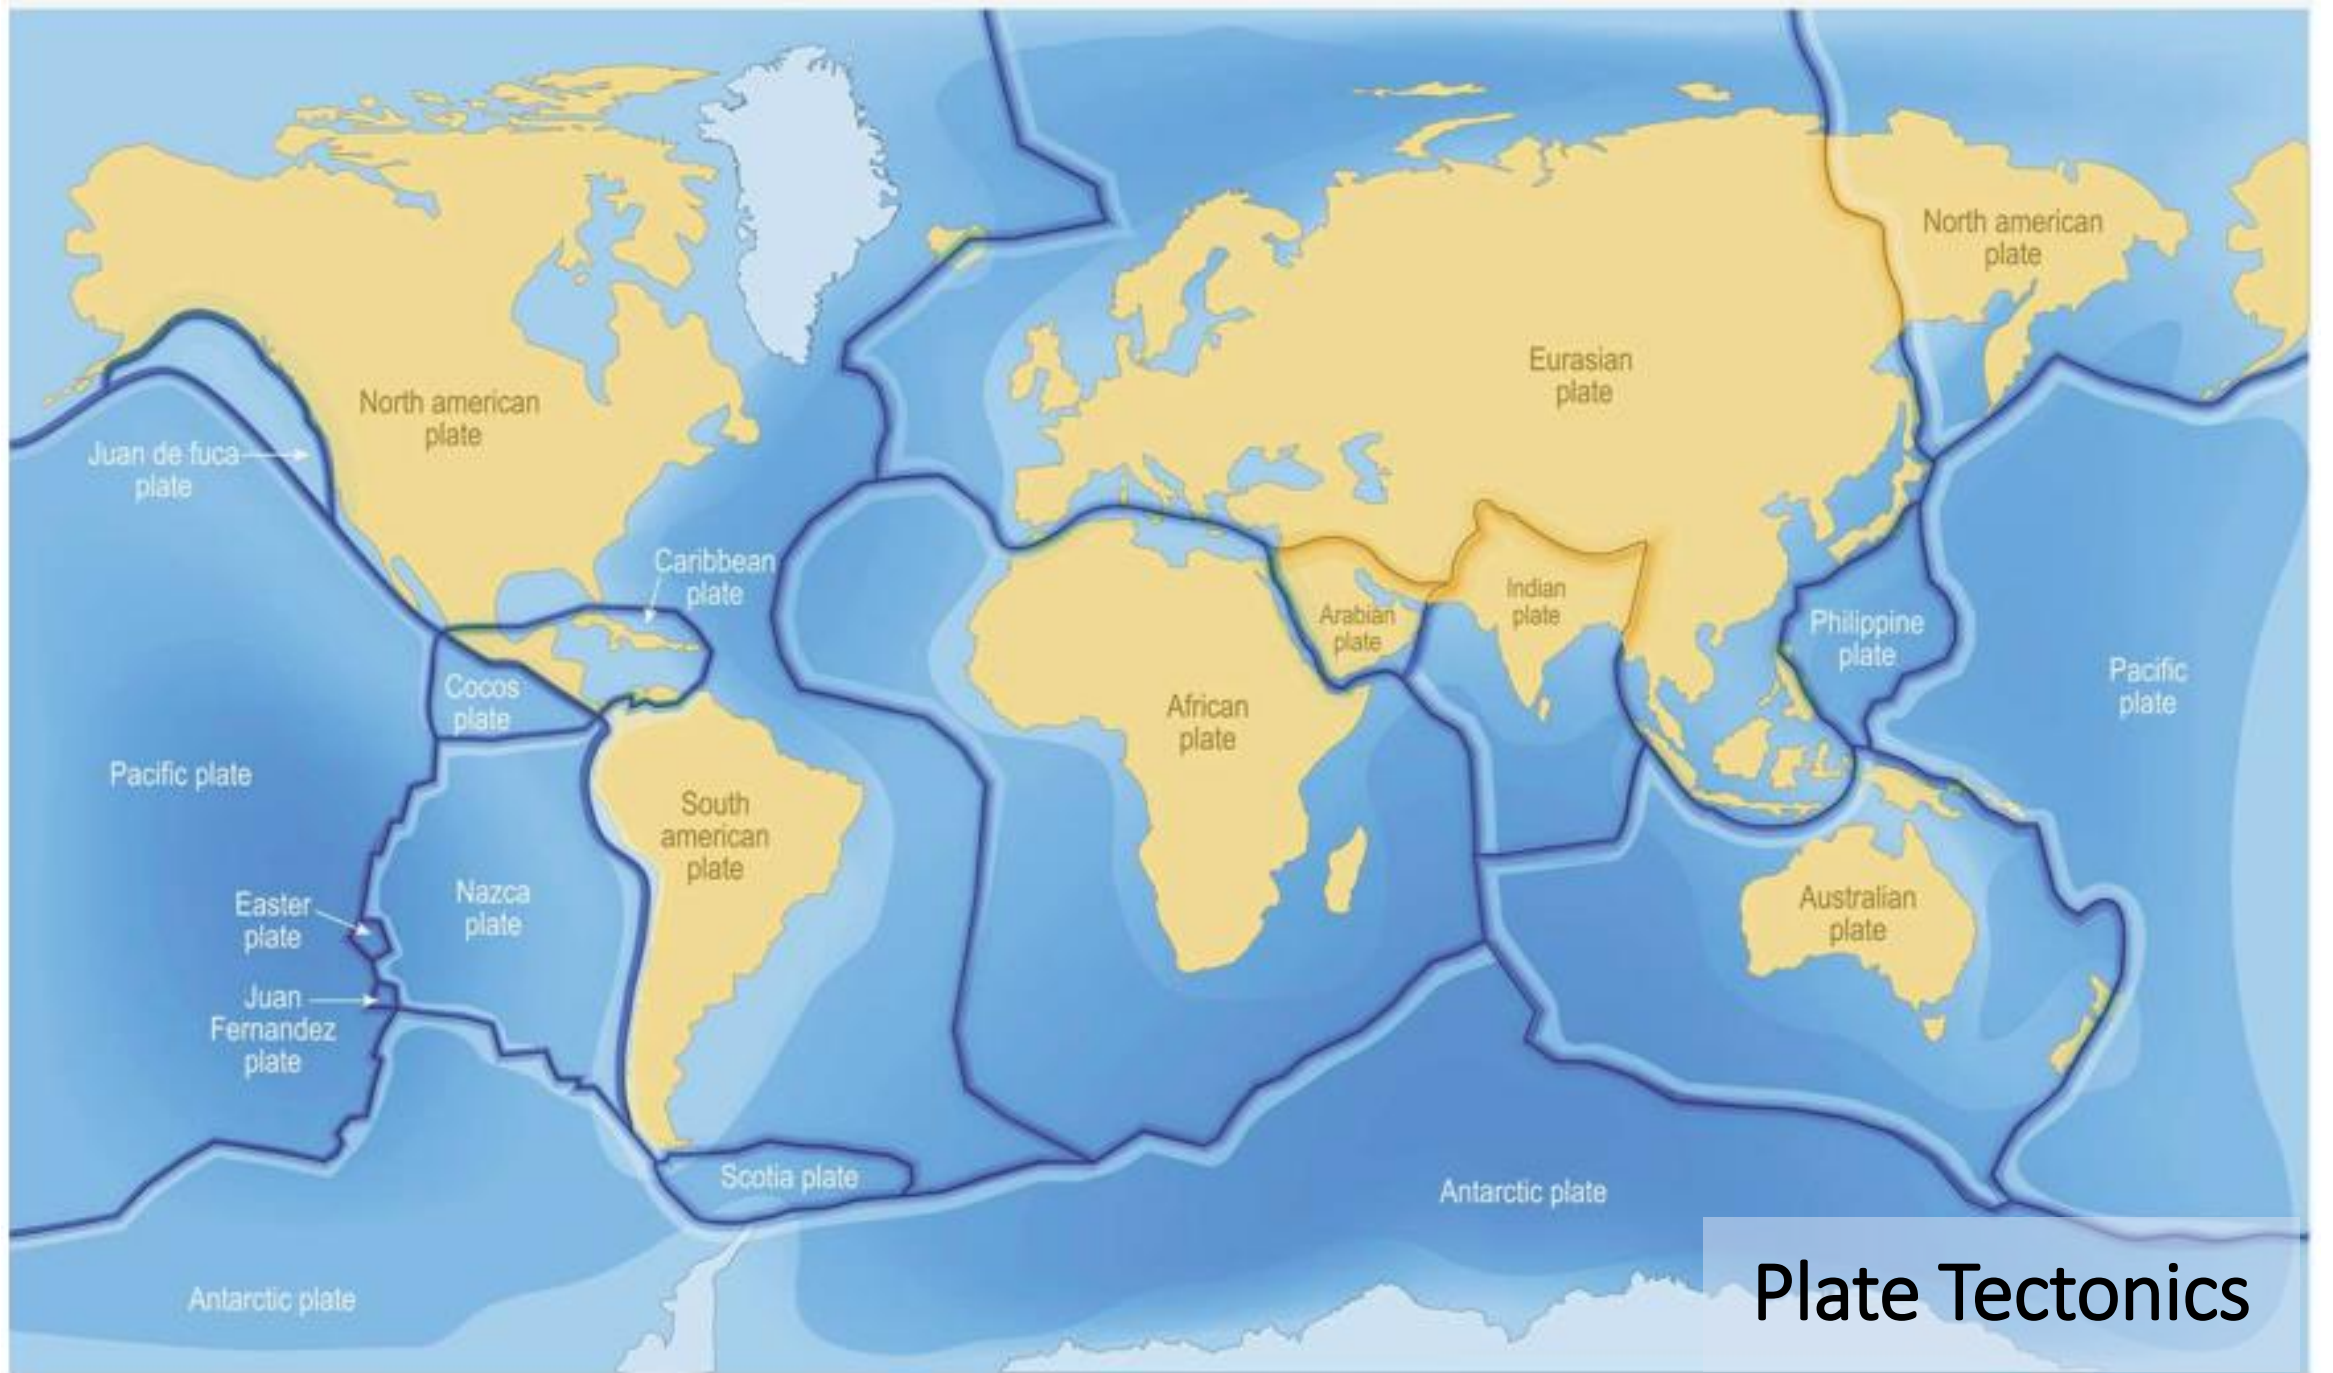 North american
plate
North american
plate
Eurasian
plate
Juan de fuca
plate
Caribbean
plate
Arabian
plate
Indian
plate
Philippine
plate
Cocos
plate
African
plate
Pacific
plate
Pacific plate
South
american
plate
Nazca
plate
Easter
plate
Australian
plate
Juan
Fernandez
plate
Scotia plate
Antarctic plate
Antarctic plate
Plate Tectonics